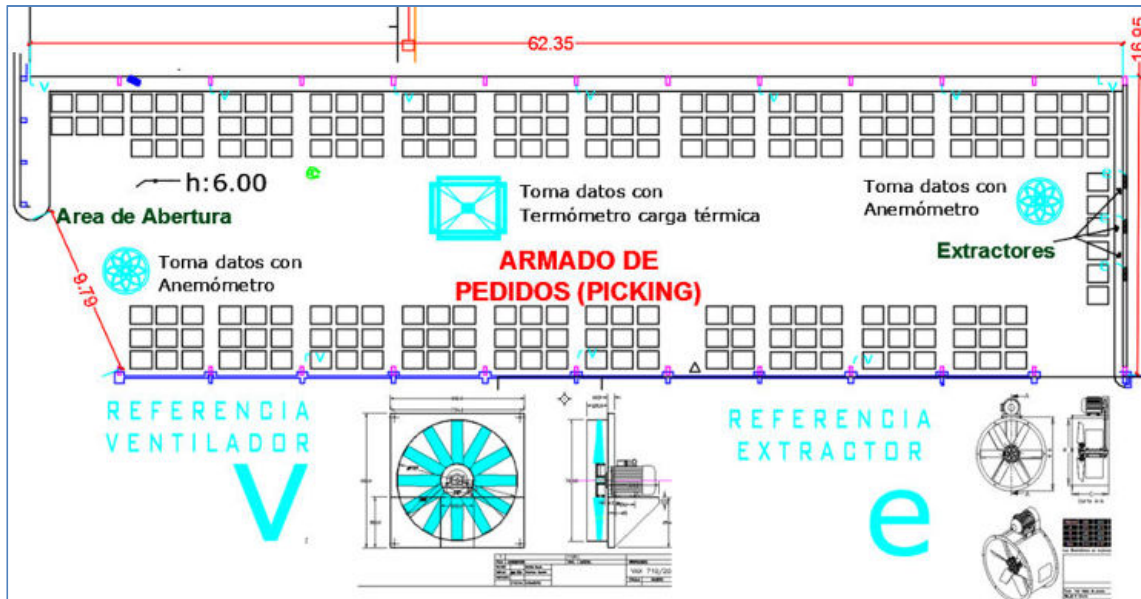 62.35
16.95
h:6.00
Toma datos con
Termómetro carga térmica
Toma datos con
Anemómetro
Area de Abertura
Extractores
9.79
Toma datos con
Anemómetro
ARMADO DE
PEDIDOS (PICKING)
REFERENCIA
VENTILADOR
V
REFERENCIA
EXTRACTOR
e